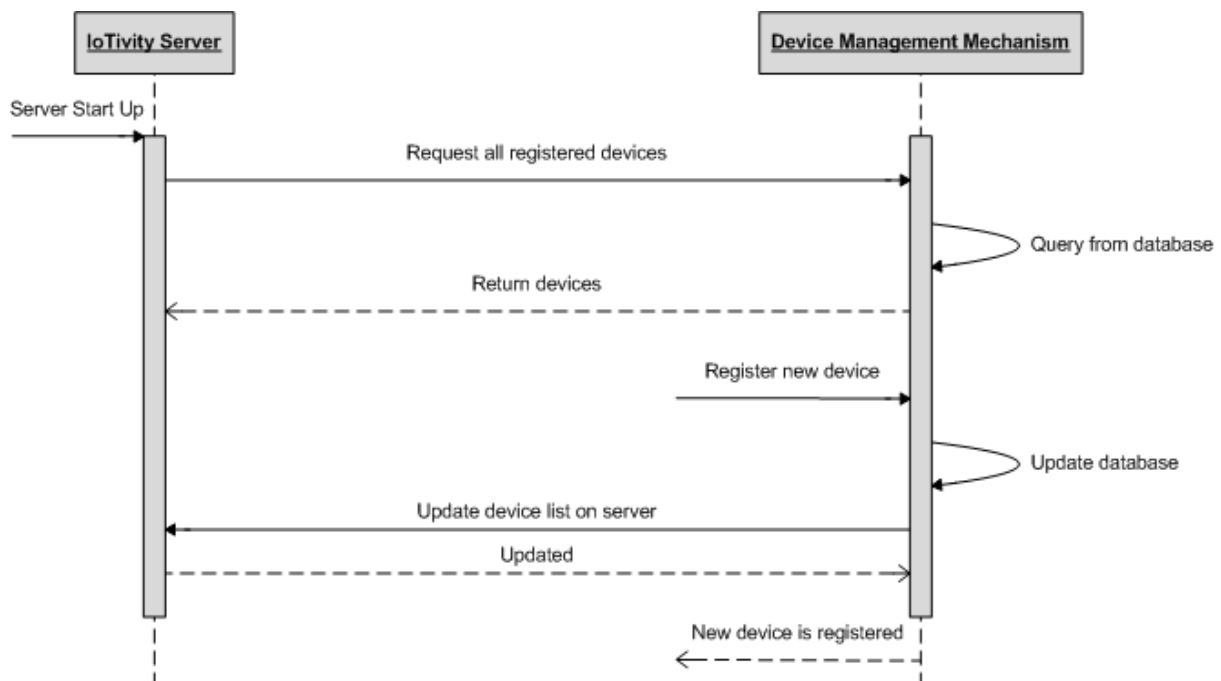 IoTivity Server
Device Management Mechanism
Server Start Up
Request all registered devices
Query from database
Return devices
Register new device
Update database
Update device list on server
Updated
New device is registered